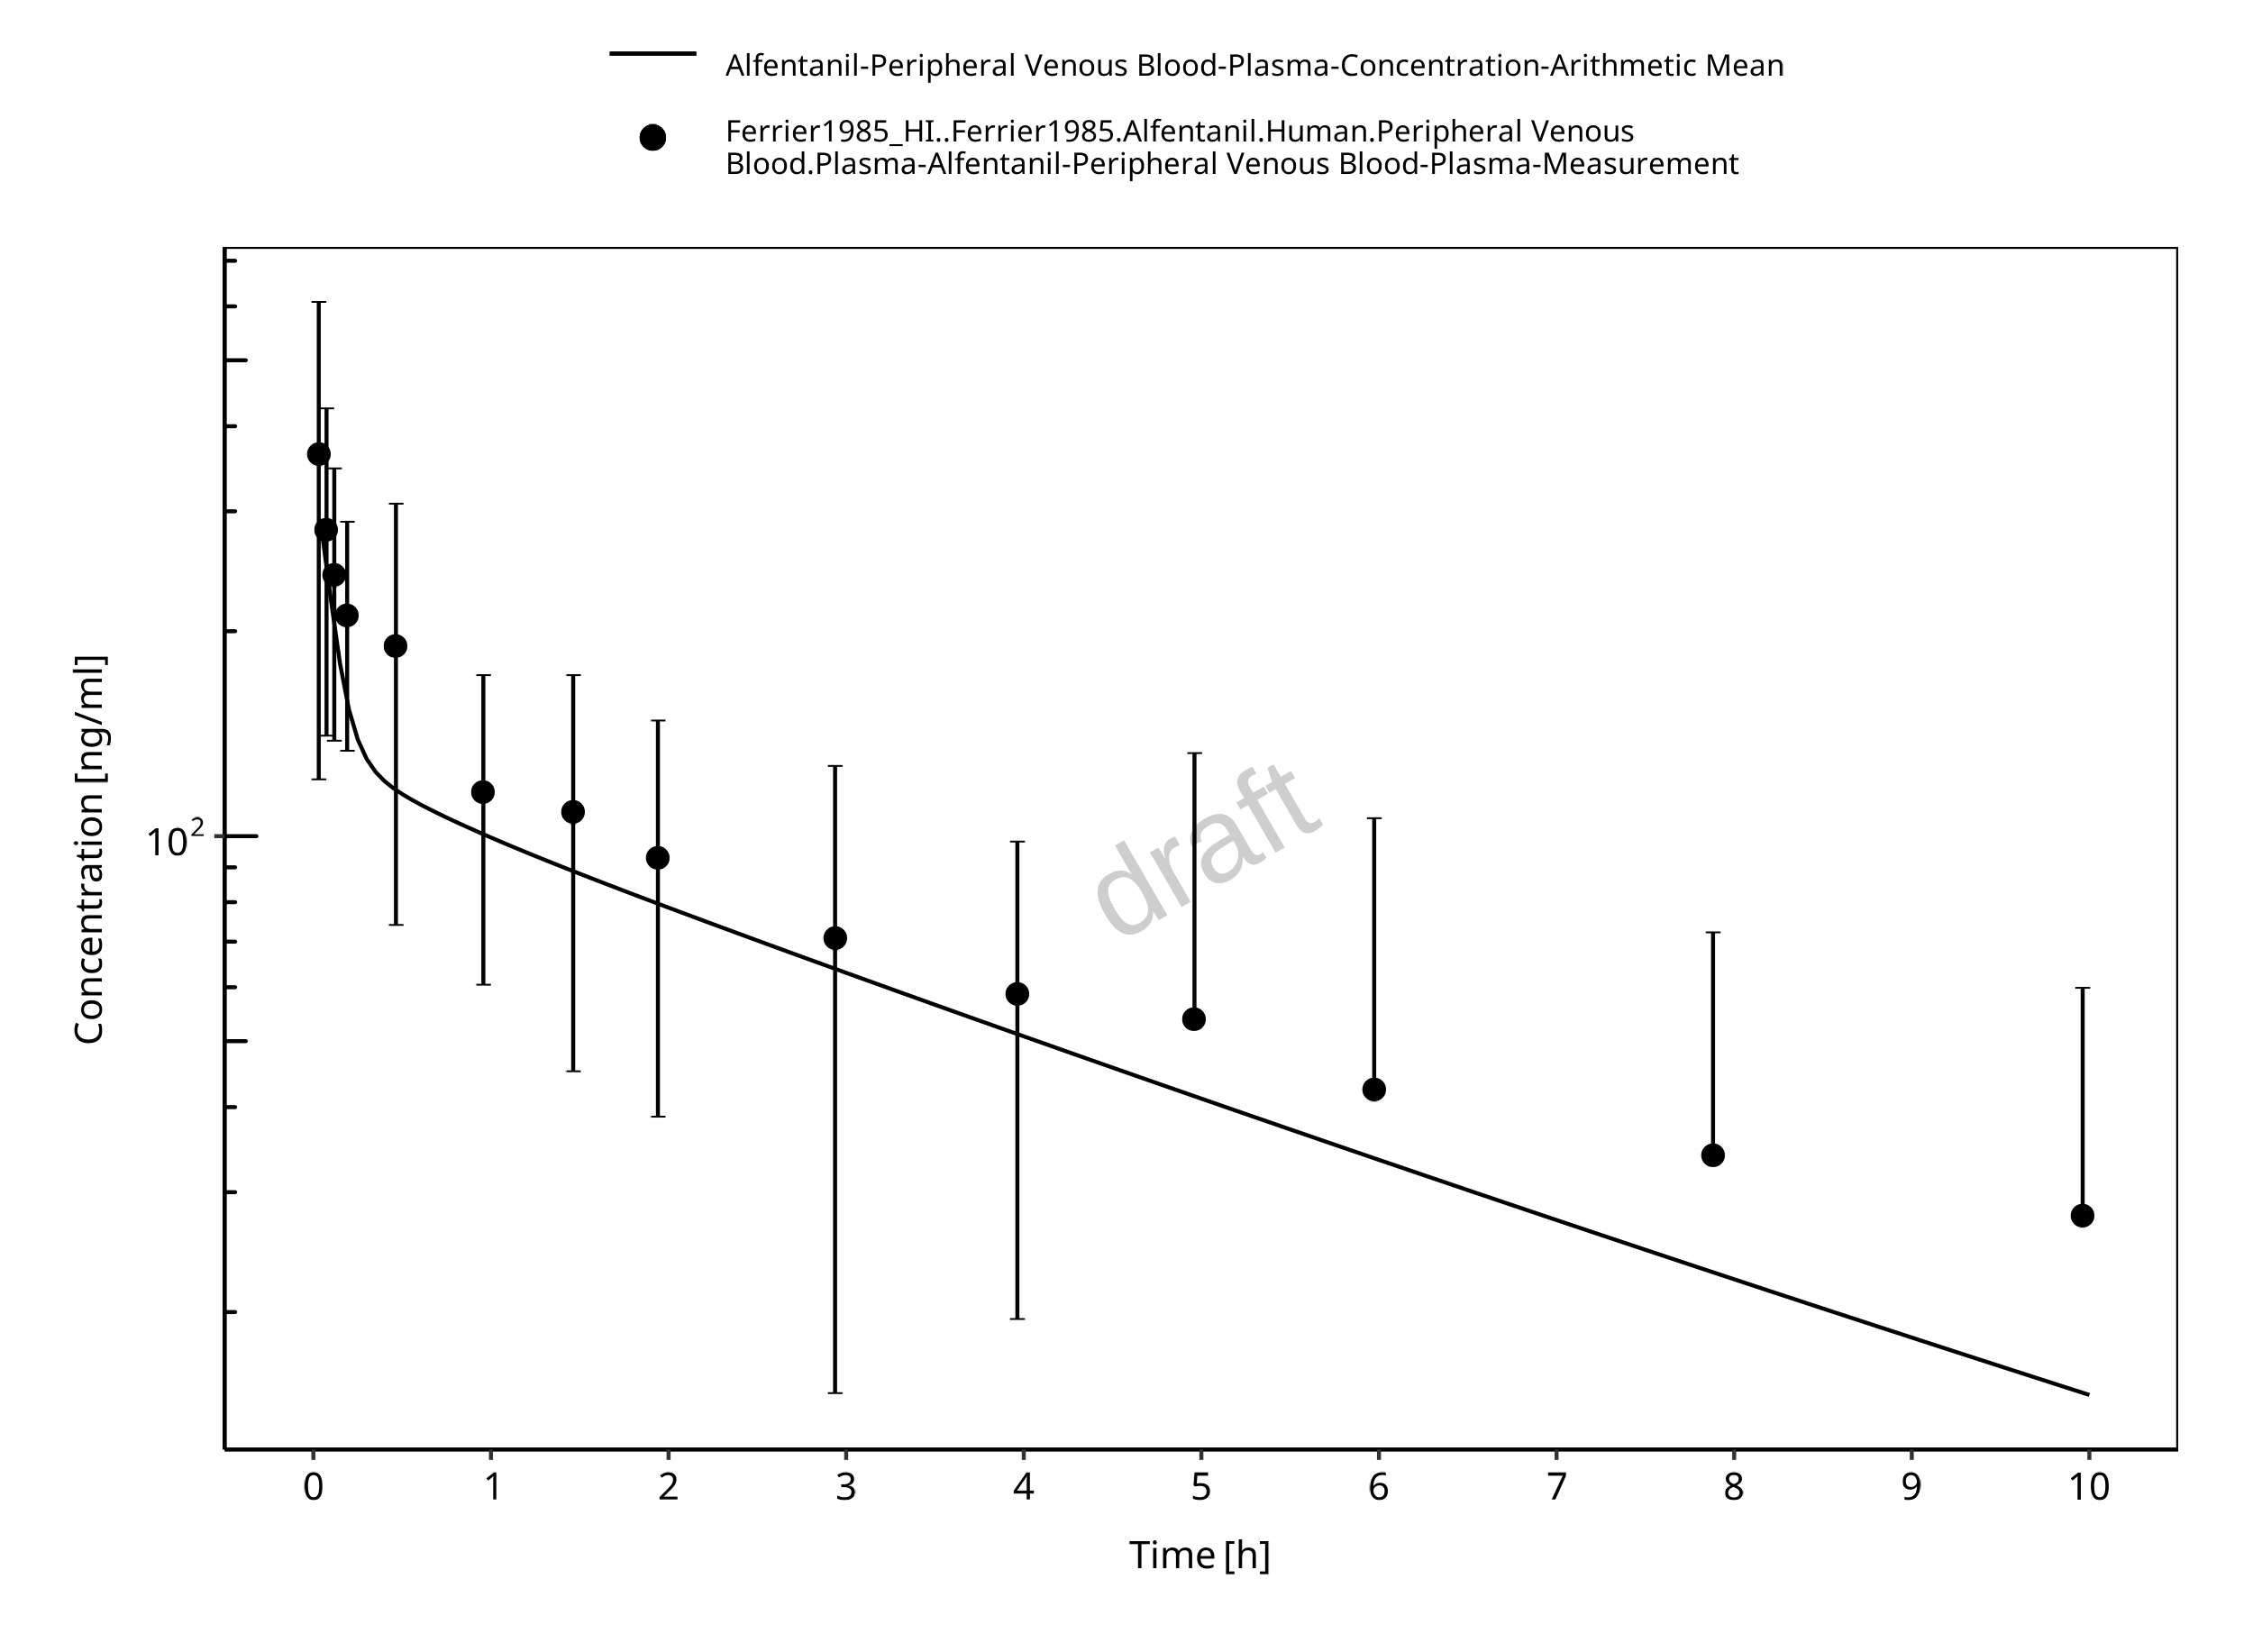 Alfentanil-Peripheral Venous Blood-Plasma-Concentration-Arithmetic Mean
Ferrier1985_HI..Ferrier1985.Alfentanil.Human.Peripheral Venous
Blood.Plasma-Alfentanil-Peripheral Venous Blood-Plasma-Measurement
Concentration [ng/ml]
10²
draft
0 1 2 3 4 5 6 7 8 9 10
Time [h]